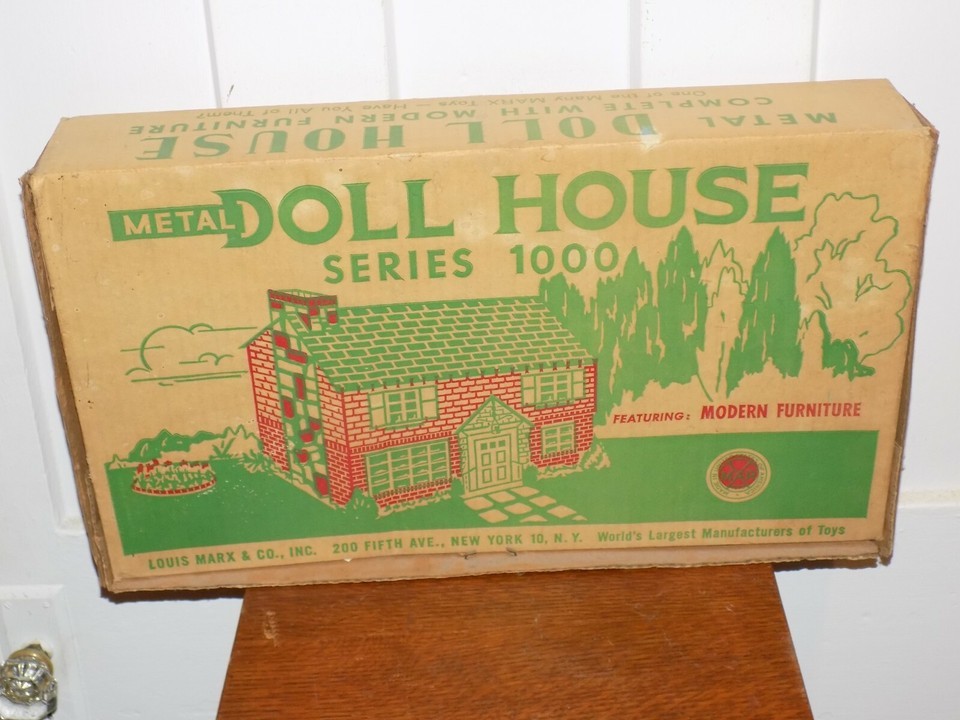 One of the Many MARX Toys — Have You All of Them?
COMPLETE WITH MODERN FURNITURE
METAL DOLL HOUSE
METAL DOLL HOUSE
SERIES 1000
FEATURING: MODERN FURNITURE
MARX
LOUIS MARX & CO., INC. 200 FIFTH AVE., NEW YORK 10, N. Y. World's Largest Manufacturers of Toys